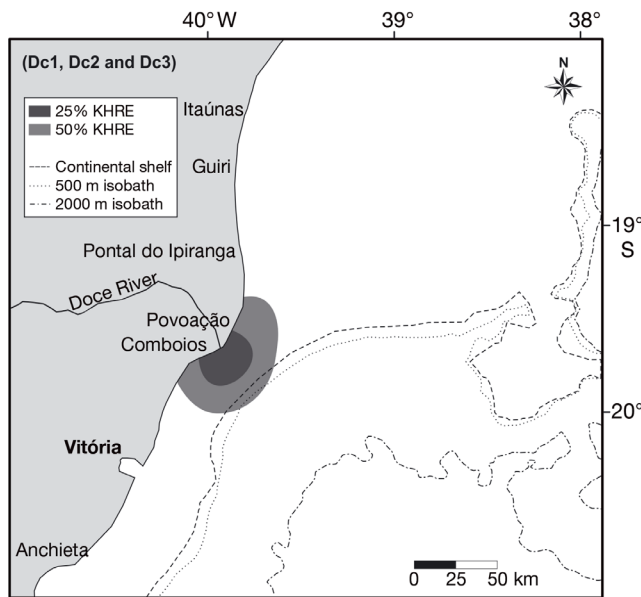 40°W 39° 38°
(Dc1, Dc2 and Dc3)
N
25% KHRE
50% KHRE
Continental shelf
500 m isobath
2000 m isobath
Itaúnas
Guiri
19°
S
Pontal do Ipiranga
Doce River
Povoação
Comboios
20°
Vitória
Anchieta
0 25 50 km